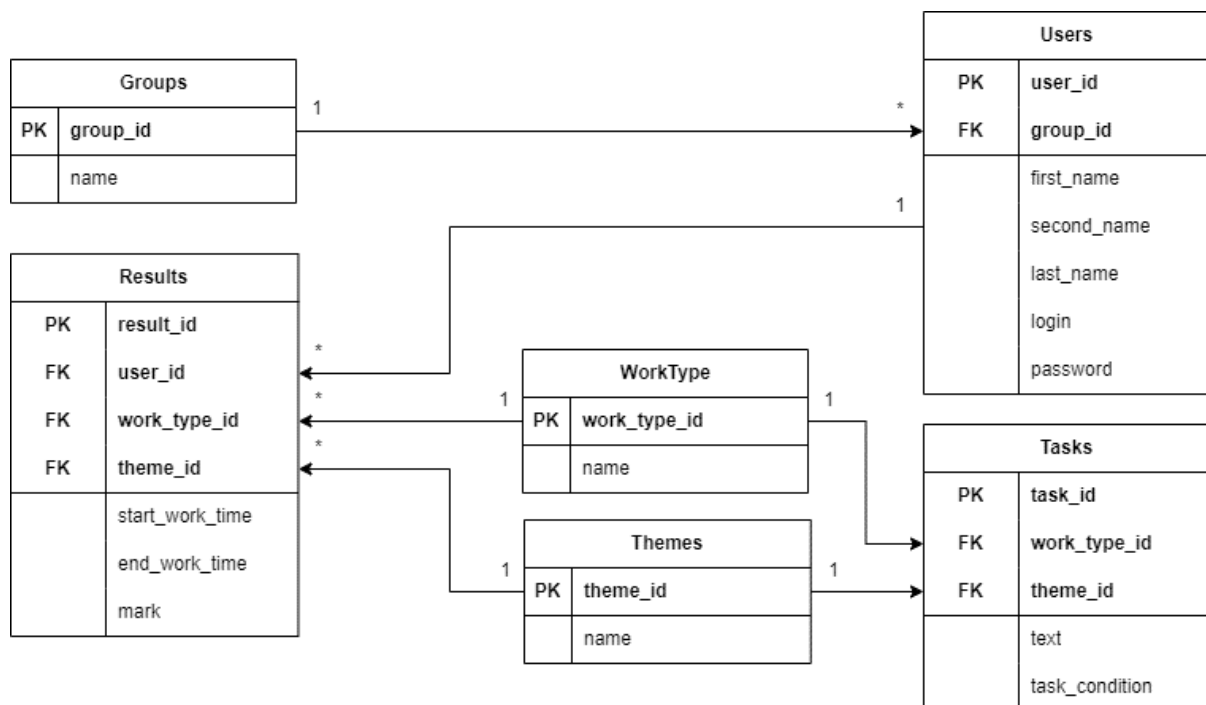 Groups
PK group_id
name
1
*
Users
PK user_id
FK group_id
first_name
second_name
last_name
login
password
1
Results
PK result_id
FK user_id
FK work_type_id
FK theme_id
start_work_time
end_work_time
mark
*
*
*
WorkType
PK work_type_id
name
1
1
Themes
PK theme_id
name
1
1
Tasks
PK task_id
FK work_type_id
FK theme_id
text
task_condition